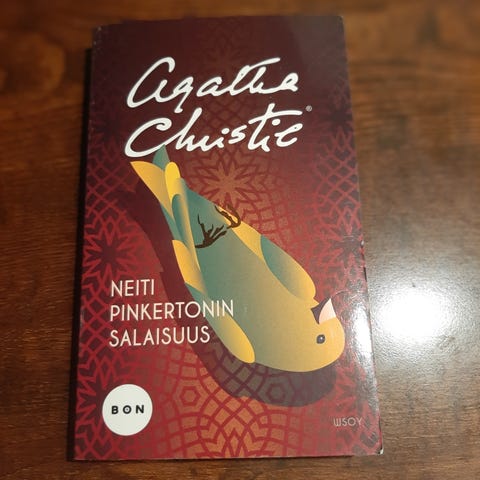 Agatha
Christie®
NEITI
PINKERTONIN
SALAISUUS
BON
WSOY